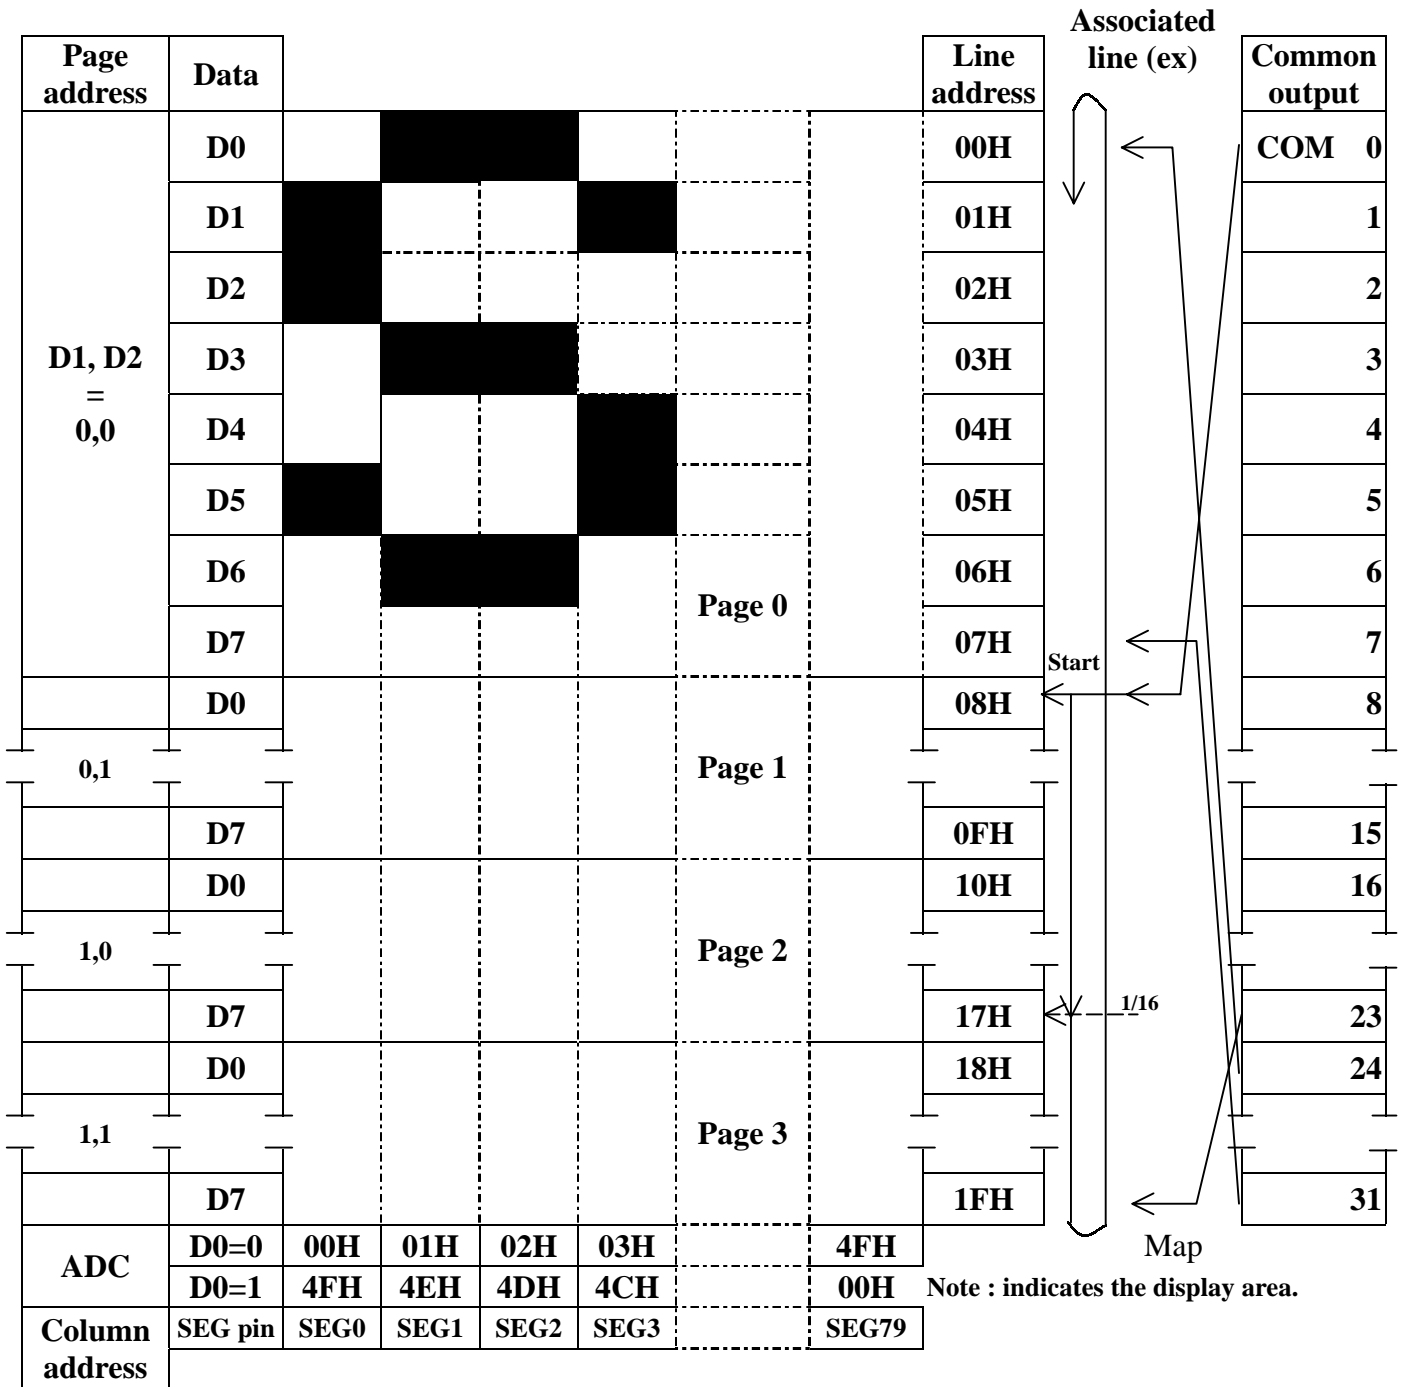 Associated
line (ex)
Page address Data Line address Common output
D0 00H COM 0
D1 01H 1
D2 02H 2
D1, D2 = 0,0 D3 03H 3
D4 04H 4
D5 05H 5
D6 06H 6
Page 0
D7 07H 7
Start
D0 08H 8
0,1 Page 1
D7 0FH 15
D0 10H 16
1,0 Page 2
D7 17H 1/16 23
D0 18H 24
1,1 Page 3
D7 1FH 31
ADC D0=0 00H 01H 02H 03H 4FH Map
D0=1 4FH 4EH 4DH 4CH 00H Note : indicates the display area.
Column address SEG pin SEG0 SEG1 SEG2 SEG3 SEG79